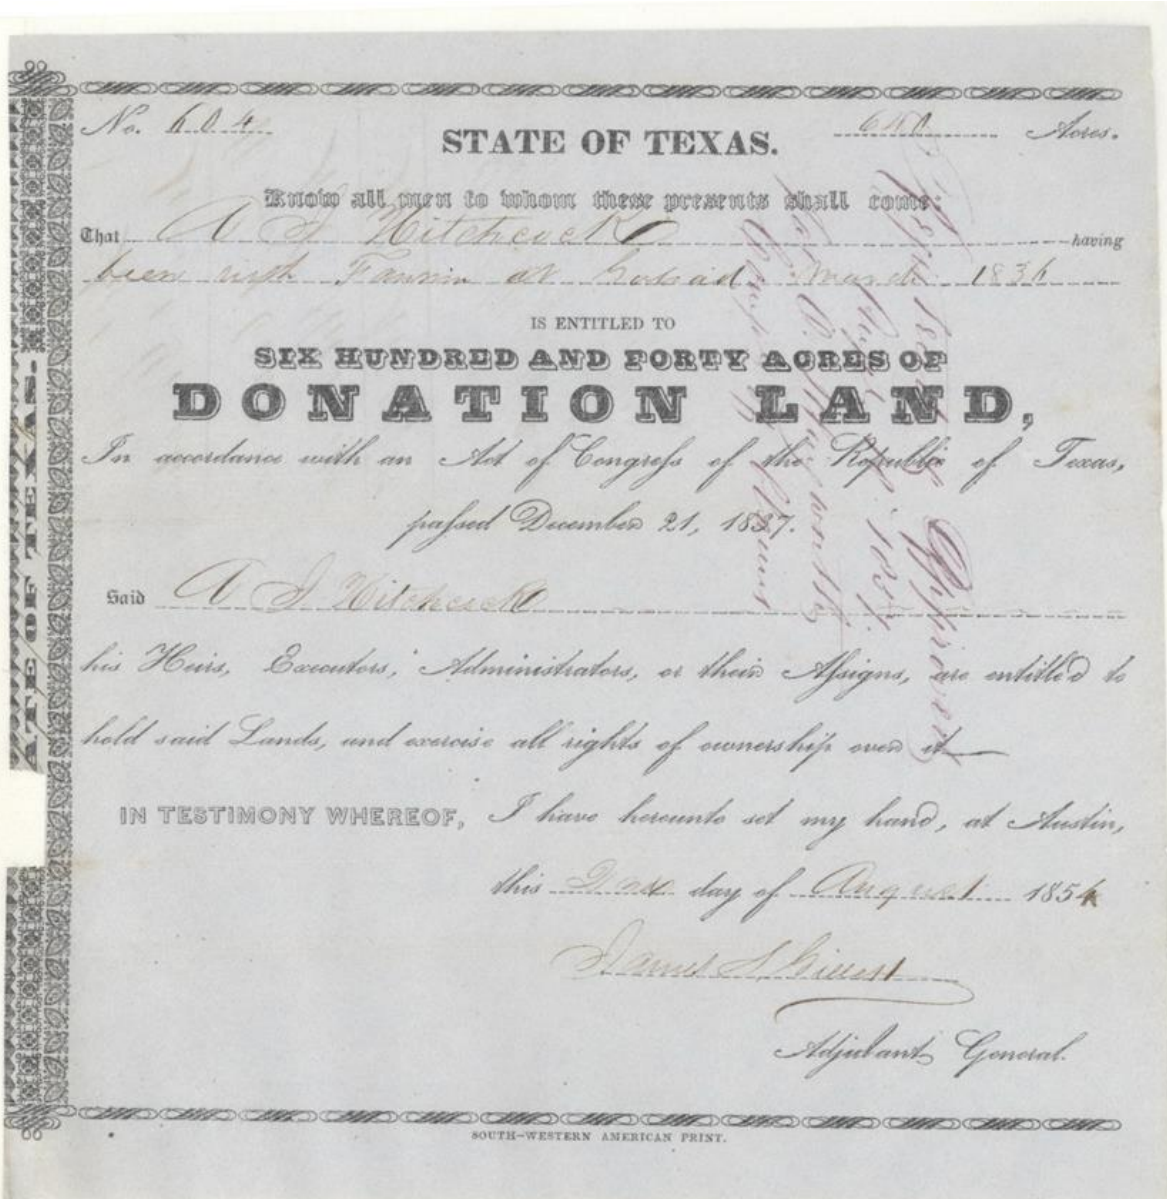 No. 604
640 Acres.
STATE OF TEXAS.
Know all men to whom these presents shall come:
That A J Hitchcock having
been with Fannin at Goliad March 1836
IS ENTITLED TO
SIX HUNDRED AND FORTY ACRES OF
DONATION LAND,
In accordance with an Act of Congress of the Republic of Texas,
passed December 21, 1837.
Said A J Hitchcock
his Heirs, Executors, Administrators, or their Assigns, are entitled to
hold said Lands, and exercise all rights of ownership over it
IN TESTIMONY WHEREOF, I have hereunto set my hand, at Austin,
this day of August 1854
James S Gillett
Adjutant General.
SOUTH-WESTERN AMERICAN PRINT.
STATE OF TEXAS.
Approved
1857.